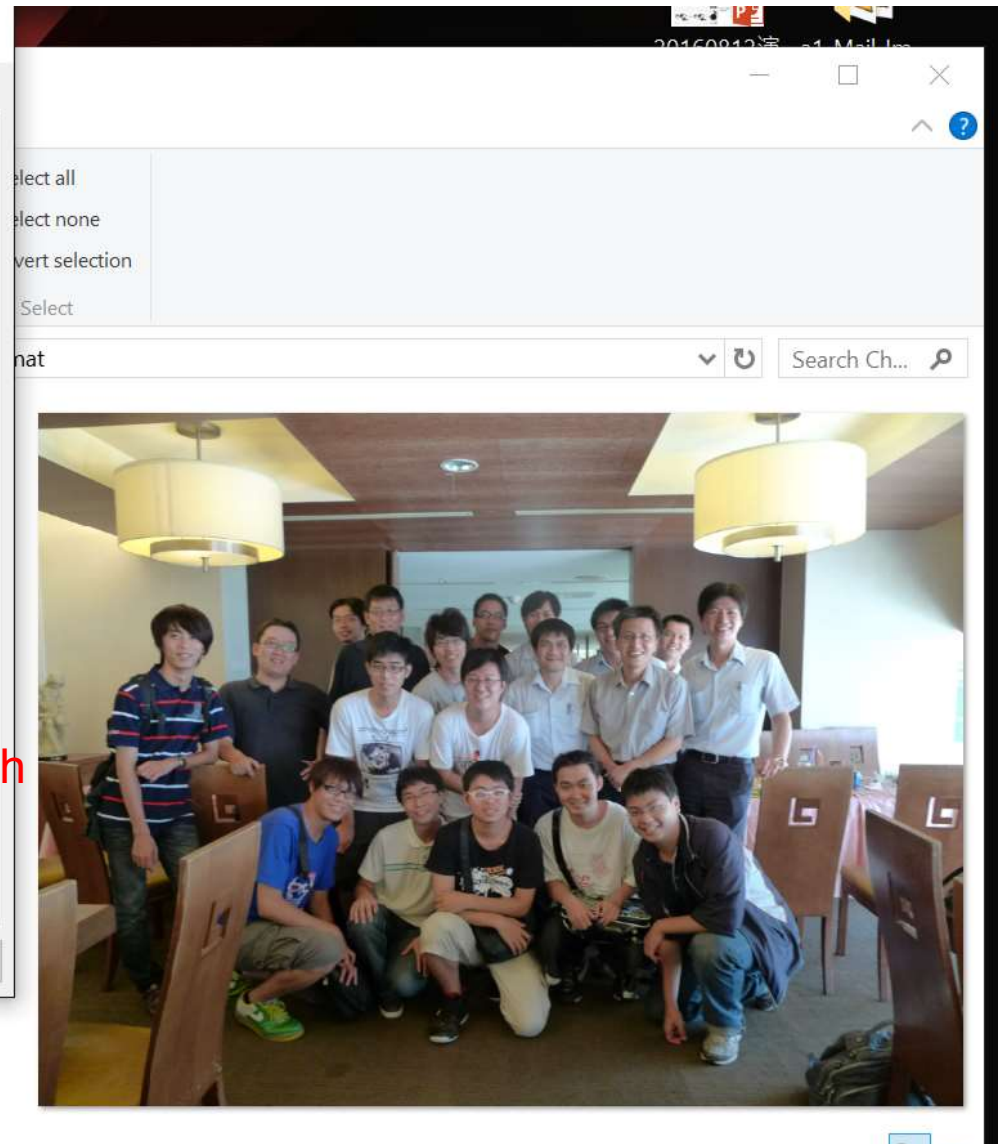 20160812演
a1-Mail-Im
elect all
elect none
vert selection
Select
mat
Search Ch...
h